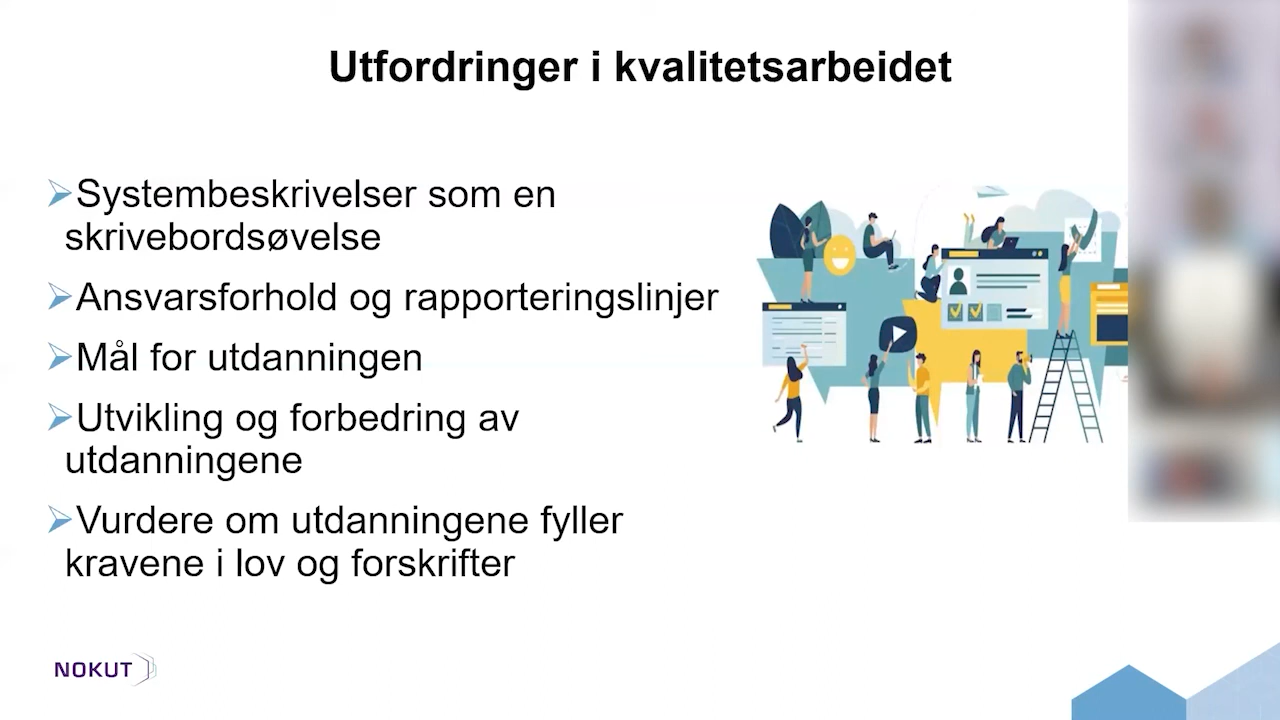 Utfordringer i kvalitetsarbeidet
➢Systembeskrivelser som en
skrivebordsøvelse
➢Ansvarsforhold og rapporteringslinjer
➢Mål for utdanningen
➢Utvikling og forbedring av
utdanningene
➢Vurdere om utdanningene fyller
kravene i lov og forskrifter
NOKUT